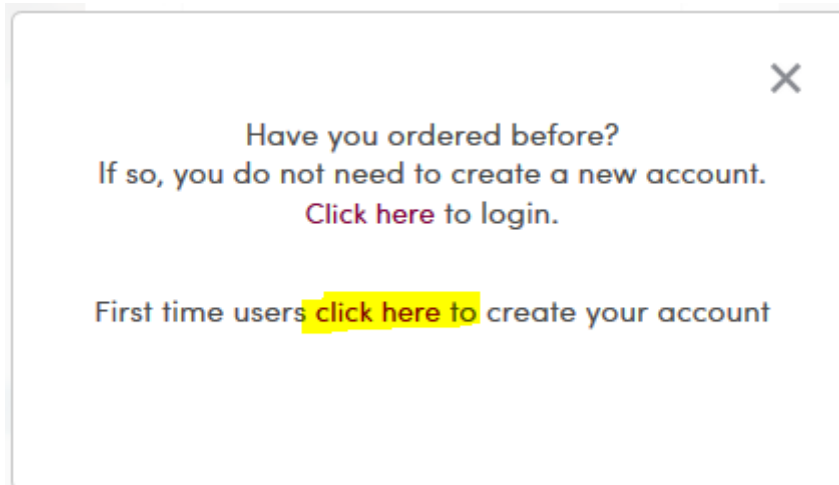 Have you ordered before?
If so, you do not need to create a new account.
Click here to login.
First time users click here to create your account